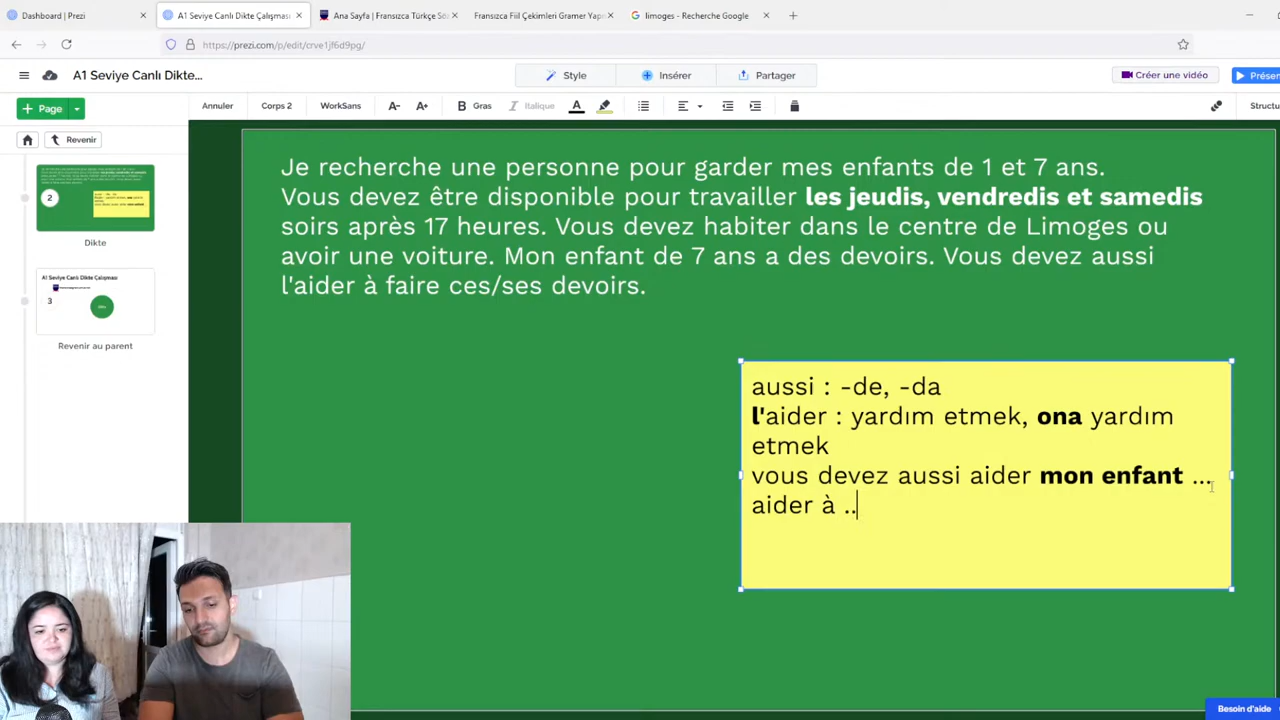 Dashboard | Prezi
A1 Seviye Canlı Dikte Çalışması
Ana Sayfa | Fransızca Türkçe Söz
Fransızca Fiil Çekimleri Gramer Yapı
limoges - Recherche Google
https://prezi.com/p/edit/crve1jf6d9pg/
A1 Seviye Canlı Dikte...
Style
Insérer
Partager
Créer une vidéo
Présen
Page
Annuler
Corps 2
WorkSans
A-
A+
B Gras
I Italique
A
Structu
Revenir
2
Dikte
A1 Seviye Canlı Dikte Çalışması
3
Revenir au parent
Je recherche une personne pour garder mes enfants de 1 et 7 ans.
Vous devez être disponible pour travailler les jeudis, vendredis et samedis
soirs après 17 heures. Vous devez habiter dans le centre de Limoges ou
avoir une voiture. Mon enfant de 7 ans a des devoirs. Vous devez aussi
l'aider à faire ces/ses devoirs.
aussi : -de, -da
l'aider : yardım etmek, ona yardım
etmek
vous devez aussi aider mon enfant ...
aider à ..
Besoin d'aide